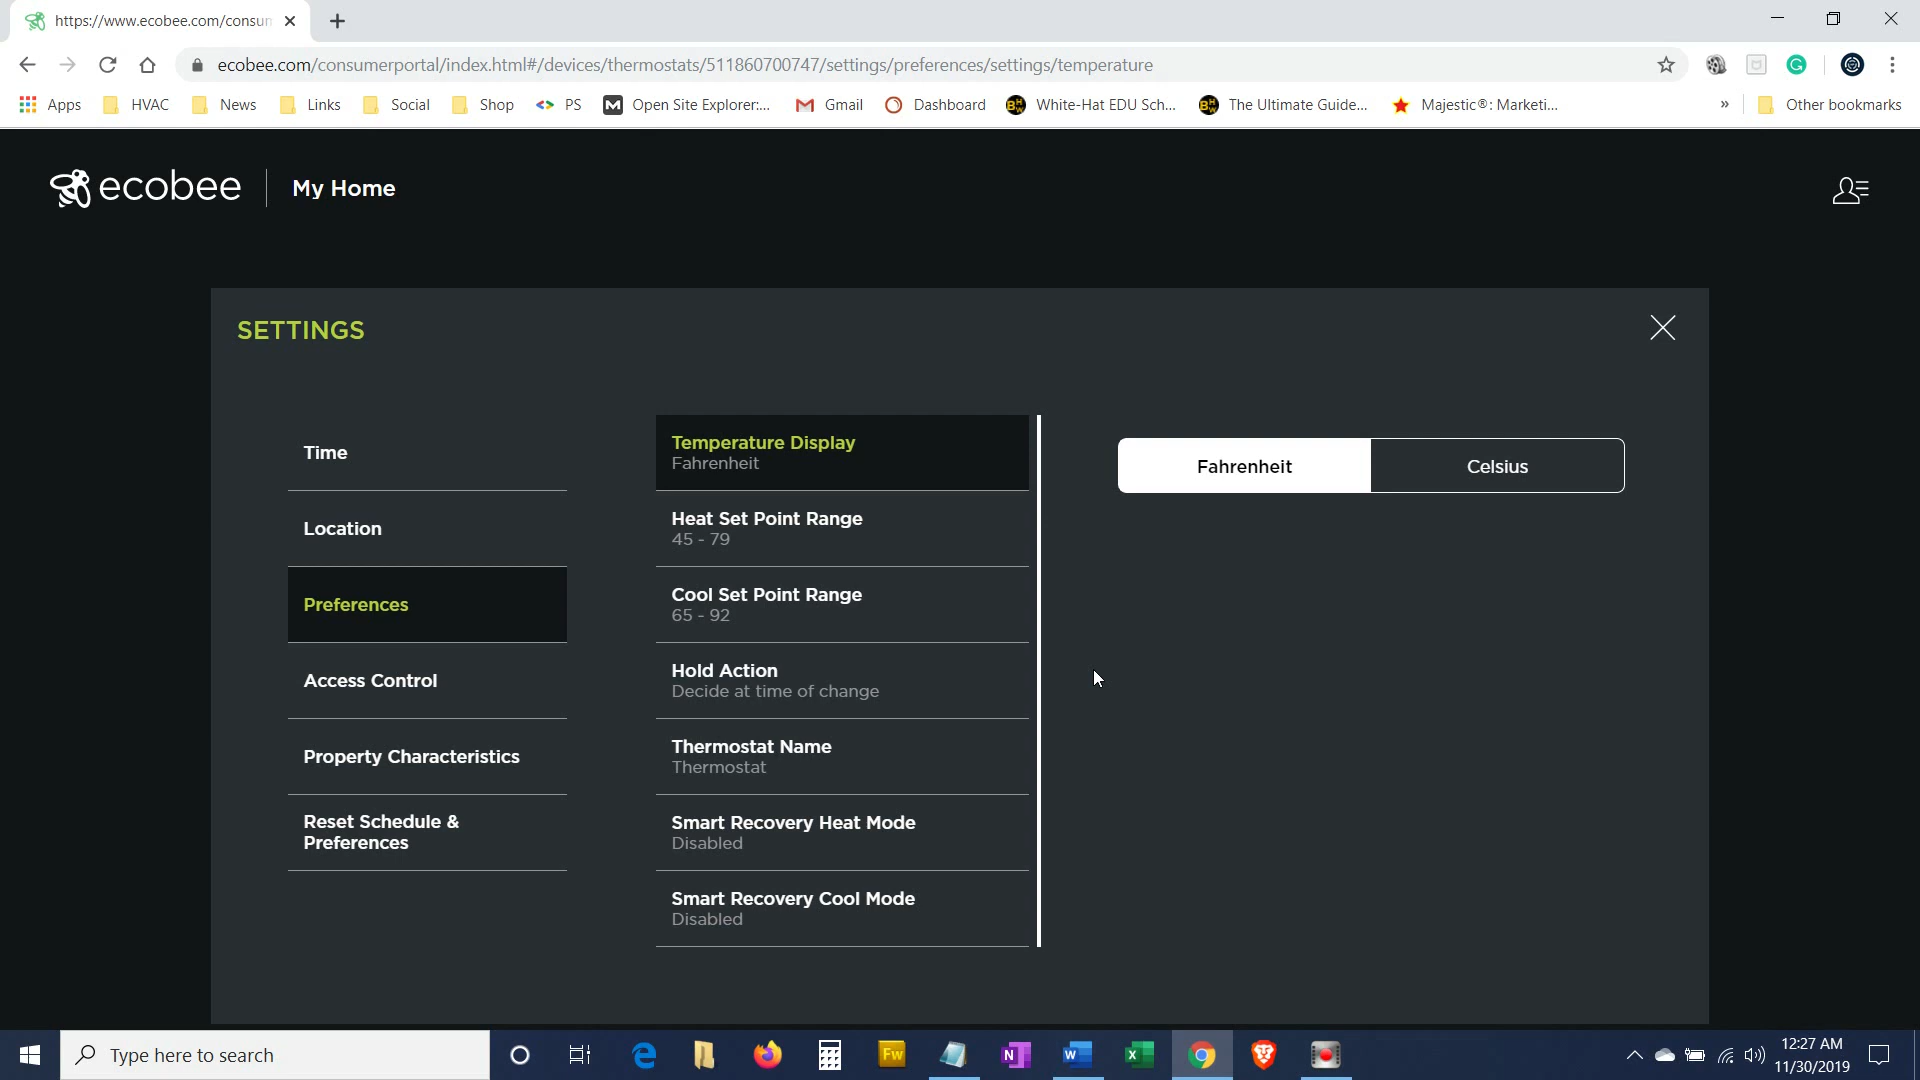 https://www.ecobee.com/consum
ecobee.com/consumerportal/index.html#/devices/thermostats/511860700747/settings/preferences/settings/temperature
Apps HVAC News Links Social Shop PS Open Site Explorer:... Gmail Dashboard White-Hat EDU Sch... The Ultimate Guide... Majestic®: Marketi... » Other bookmarks
ecobee My Home
SETTINGS
Time
Location
Preferences
Access Control
Property Characteristics
Reset Schedule &
Preferences
Temperature Display
Fahrenheit
Heat Set Point Range
45 - 79
Cool Set Point Range
65 - 92
Hold Action
Decide at time of change
Thermostat Name
Thermostat
Smart Recovery Heat Mode
Disabled
Smart Recovery Cool Mode
Disabled
Fahrenheit Celsius
Type here to search
12:27 AM
11/30/2019